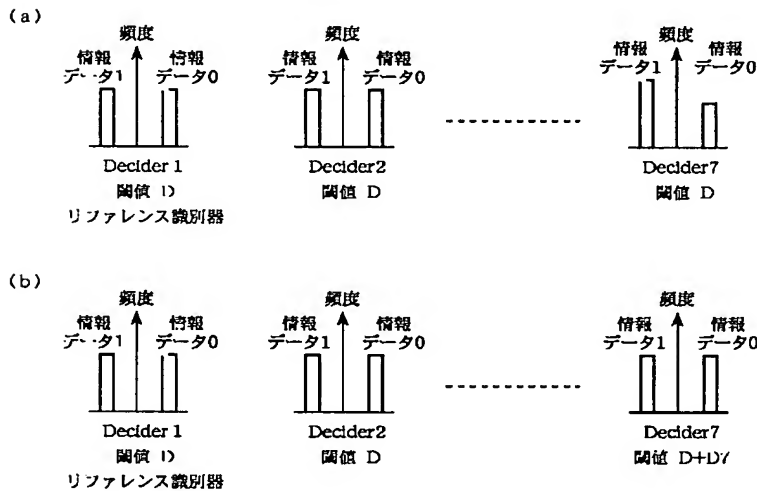 (a)
頻度
頻度
頻度
情報 情報
データ1 データ0
情報 情報
データ1 データ0
情報 情報
データ1 データ0
Decider 1
閾値 D
リファレンス識別器
Decider2
閾値 D
Decider7
閾値 D
(b)
頻度
頻度
頻度
情報 情報
データ1 データ0
情報 情報
データ1 データ0
情報 情報
データ1 データ0
Decider 1
閾値 D
リファレンス識別器
Decider2
閾値 D
Decider7
閾値 D+D7